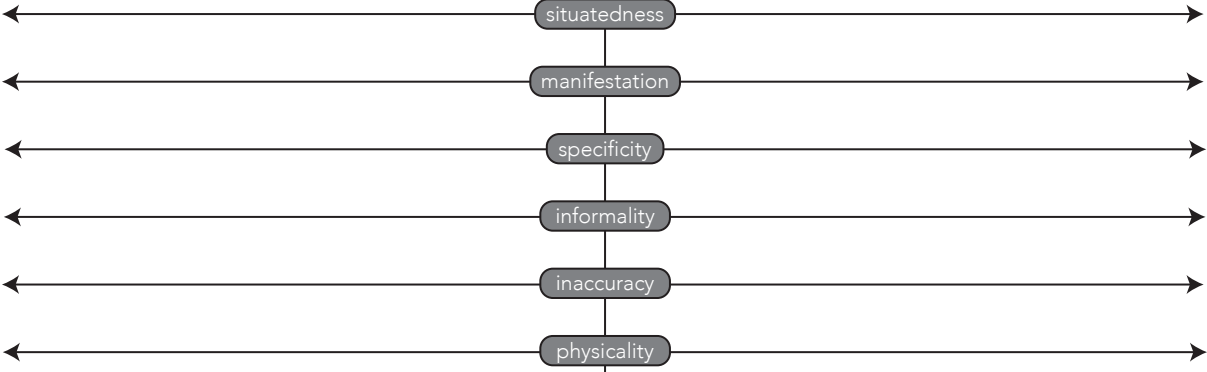 situatedness
manifestation
specificity
informality
inaccuracy
physicality